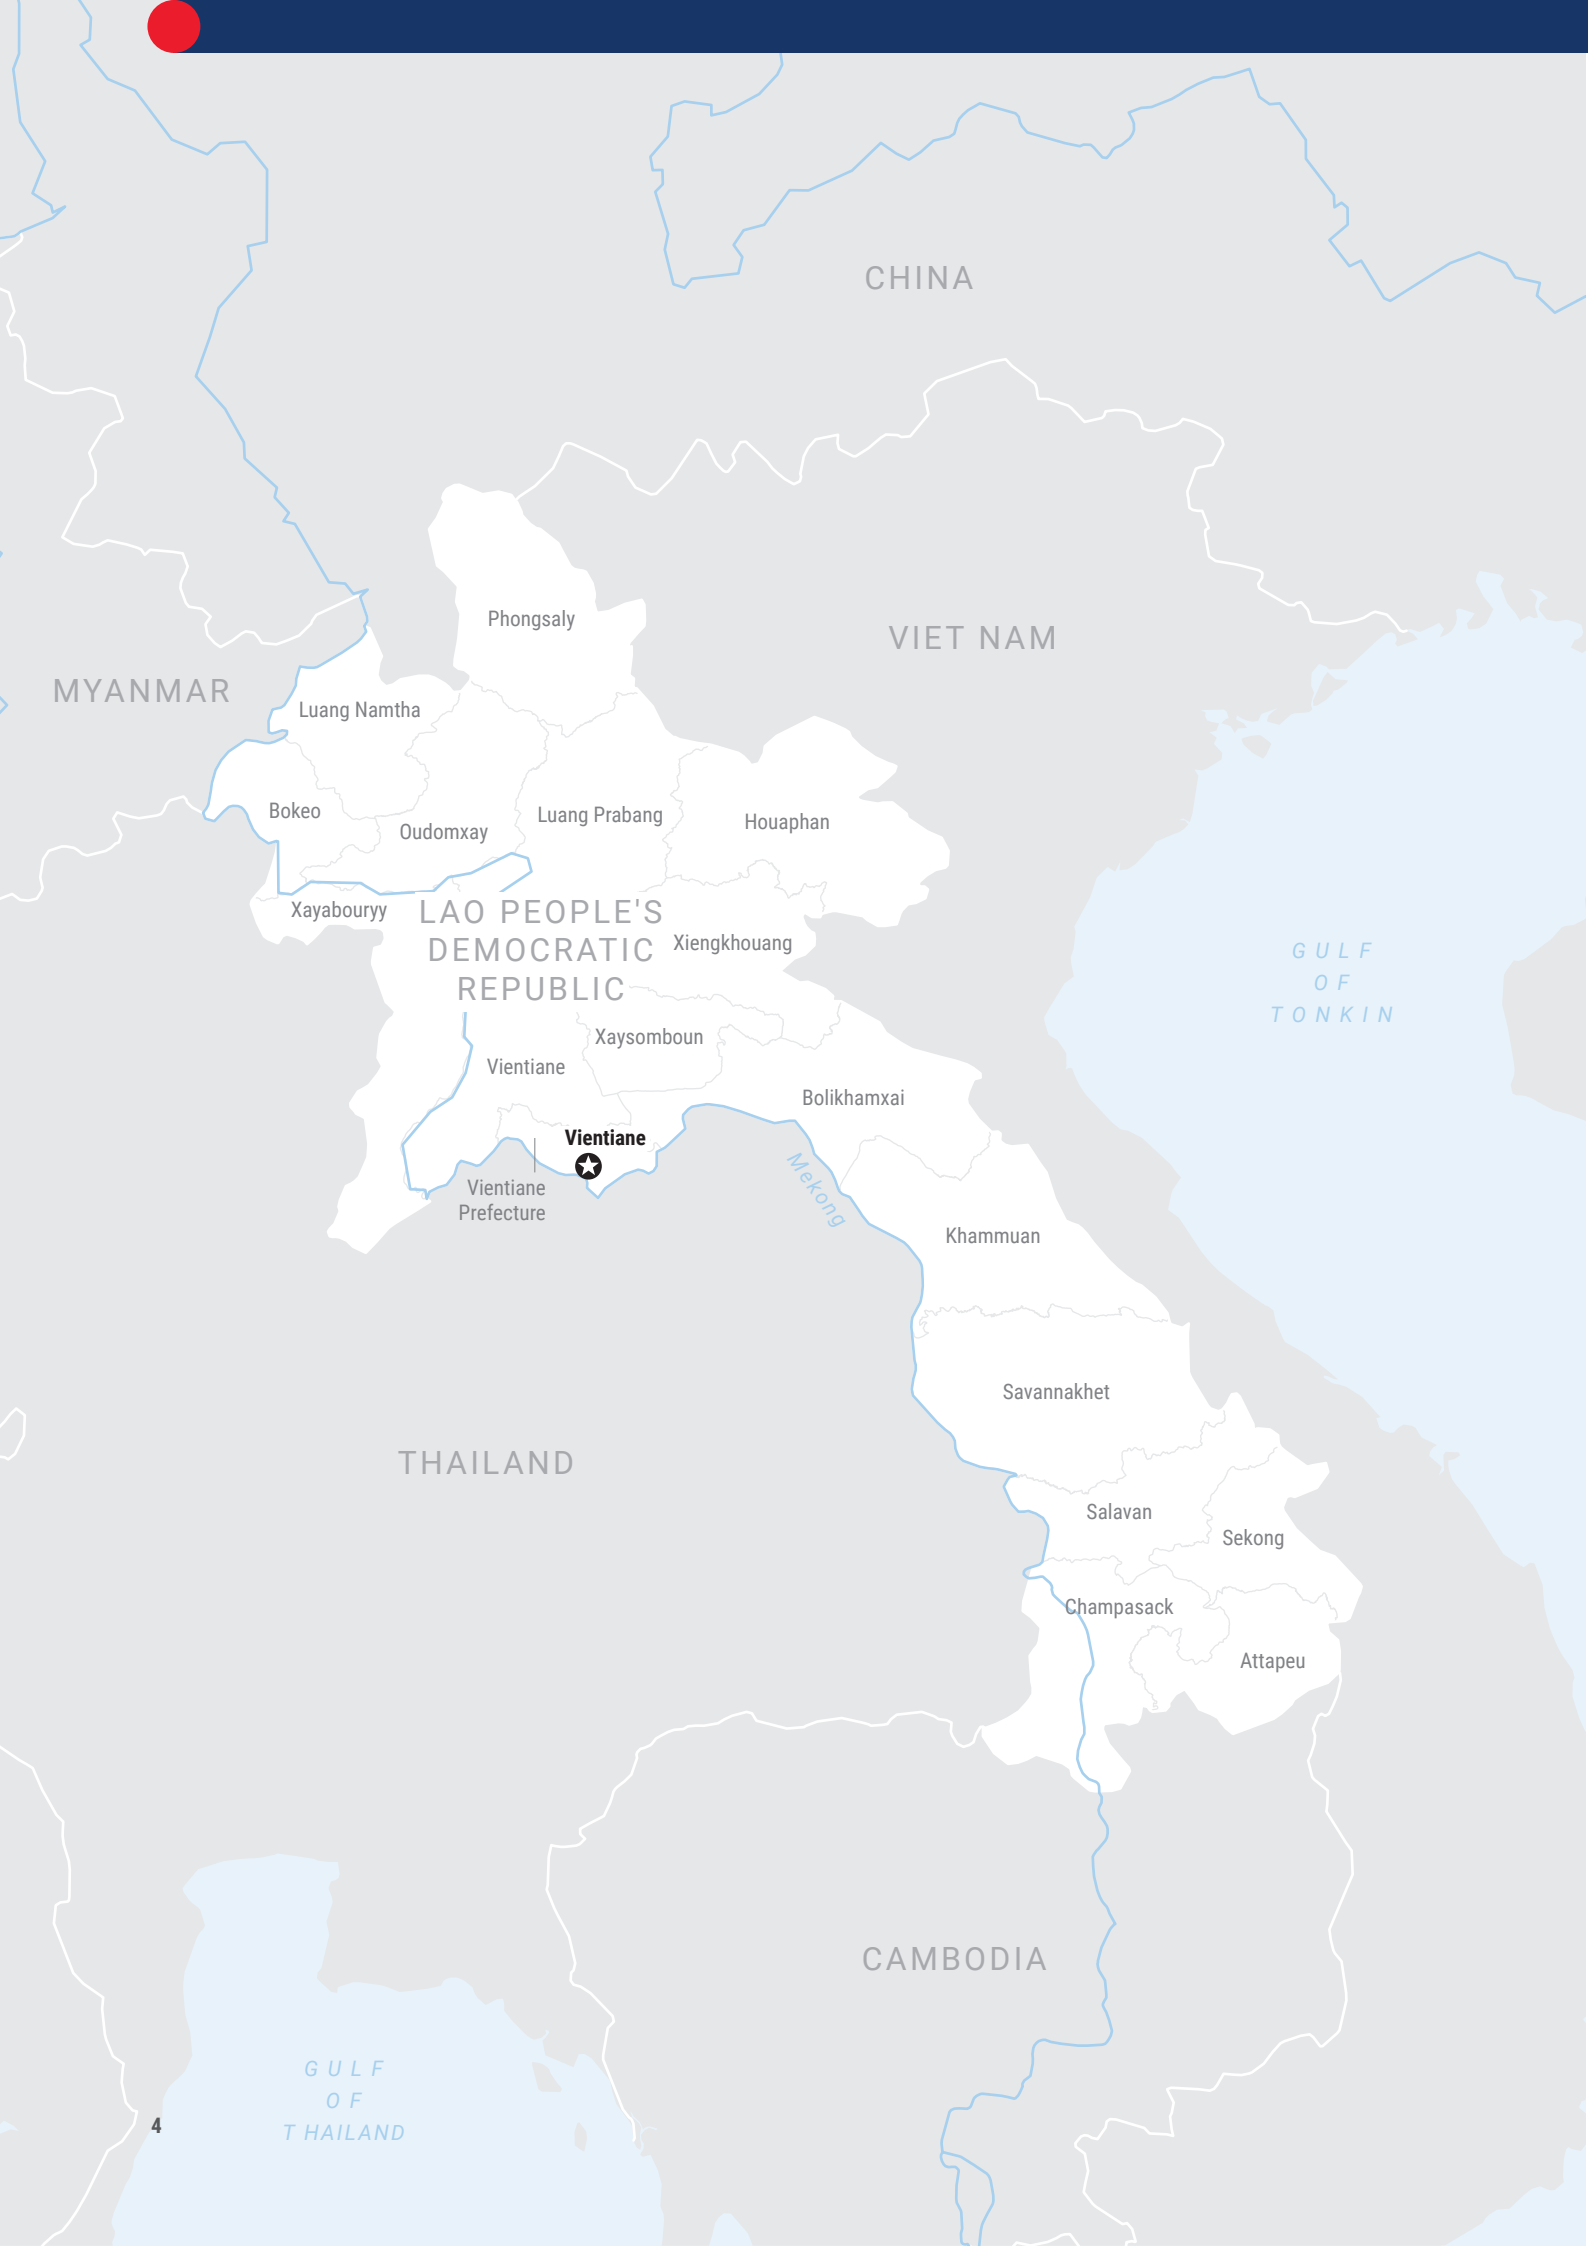 CHINA
Phongsaly
VIET NAM
MYANMAR
Luang Namtha
Bokeo
Oudomxay
Luang Prabang
Houaphan
Xayabouryy
LAO PEOPLE'S
DEMOCRATIC
REPUBLIC
Xiengkhouang
GULF
OF
TONKIN
Xaysomboun
Vientiane
Bolikhamxai
Vientiane
Vientiane
Prefecture
Mekong
Khammuan
Savannakhet
THAILAND
Salavan
Sekong
Champasack
Attapeu
CAMBODIA
GULF
OF
T HAILAND
4